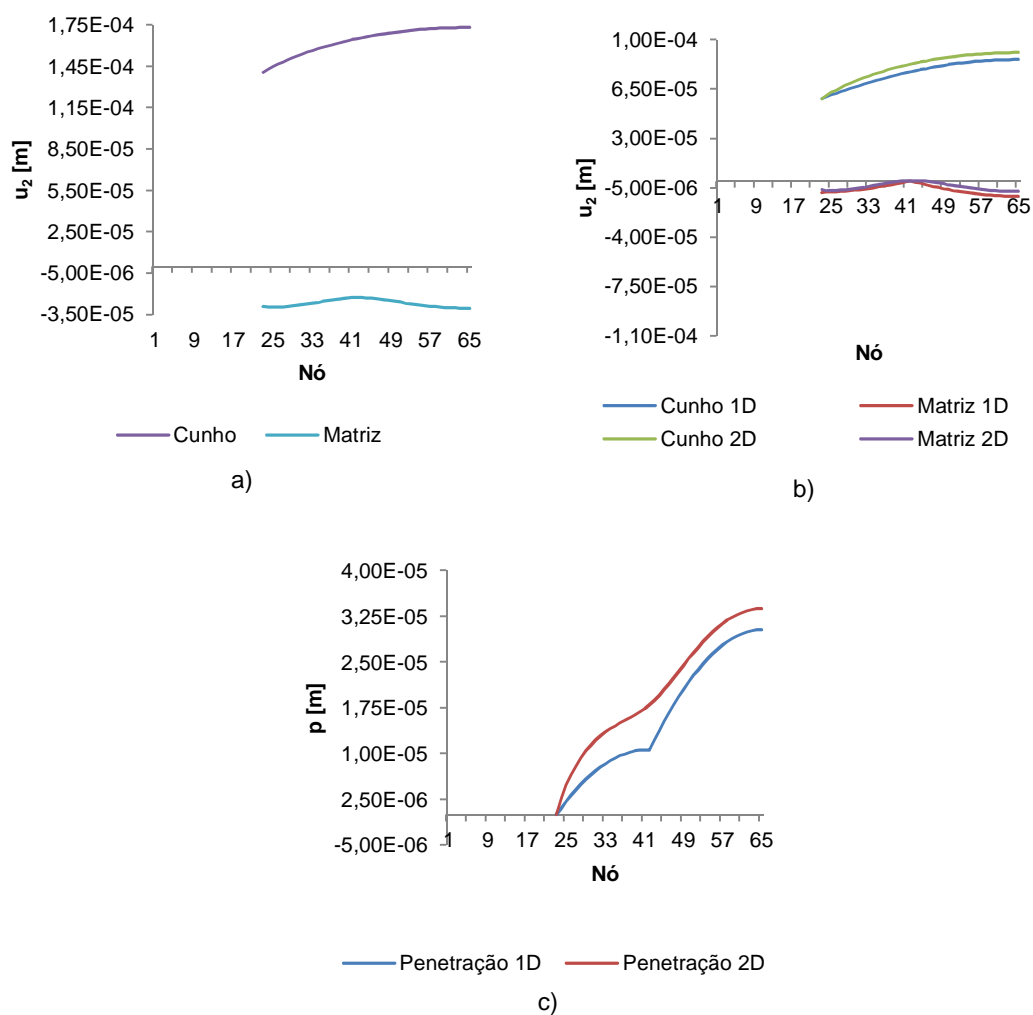 1,75E-04
1,45E-04
1,15E-04
8,50E-05
5,50E-05
2,50E-05
-5,00E-06
-3,50E-05
u2 [m]
1 9 17 25 33 41 49 57 65
Nó
Cunho Matriz
a)
1,00E-04
6,50E-05
3,00E-05
-5,00E-06
-4,00E-05
-7,50E-05
-1,10E-04
u2 [m]
1 9 17 25 33 41 49 57 65
Nó
Cunho 1D Matriz 1D
Cunho 2D Matriz 2D
b)
4,00E-05
3,25E-05
2,50E-05
1,75E-05
1,00E-05
2,50E-06
-5,00E-06
p [m]
1 9 17 25 33 41 49 57 65
Nó
Penetração 1D Penetração 2D
c)